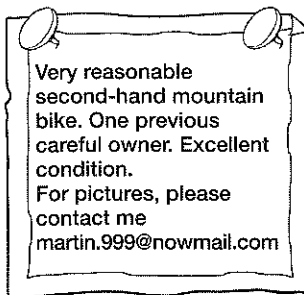 Very reasonable
second-hand mountain
bike. One previous
careful owner. Excellent
condition.
For pictures, please
contact me
martin.999@nowmail.com